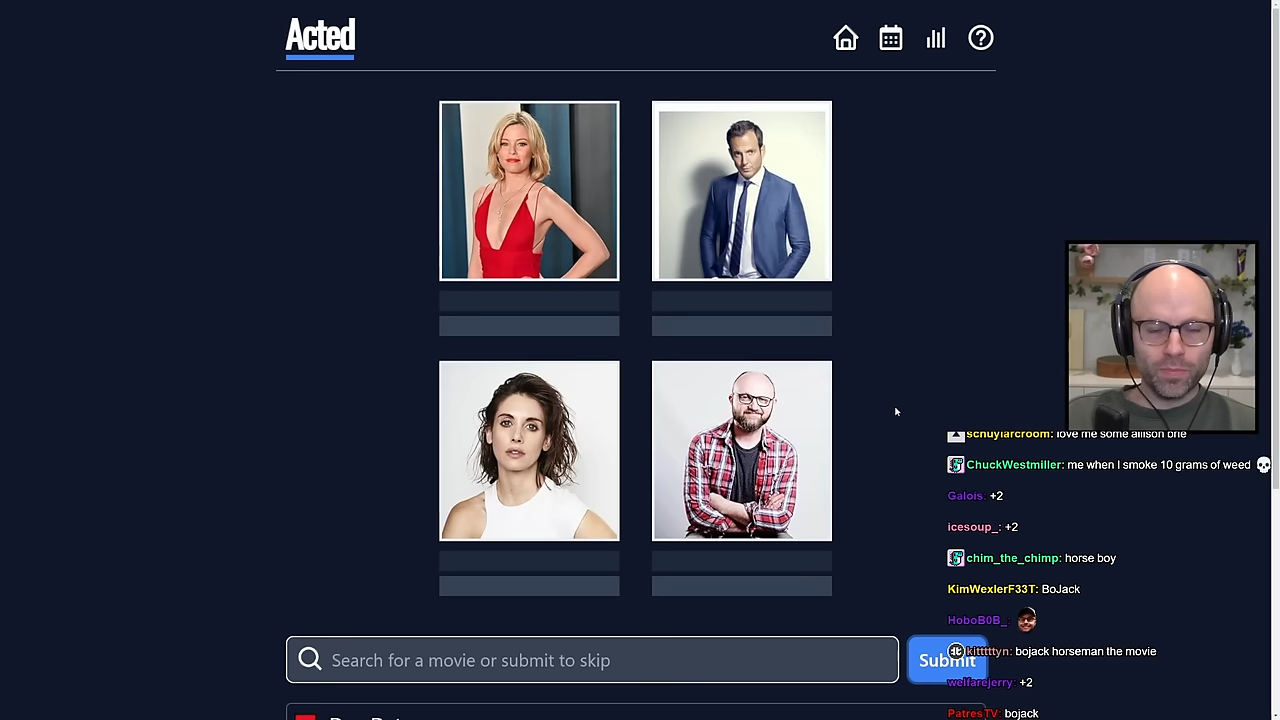 Acted
Search for a movie or submit to skip
Submit
schuylarcroom: love me some allison brie
ChuckWestmiller: me when I smoke 10 grams of weed
Galois: +2
icesoup_: +2
chim_the_chimp: horse boy
KimWexlerF33T: BoJack
HoboB0B_:
kitttttyn: bojack horseman the movie
welfarejerry: +2
PatresTV: bojack